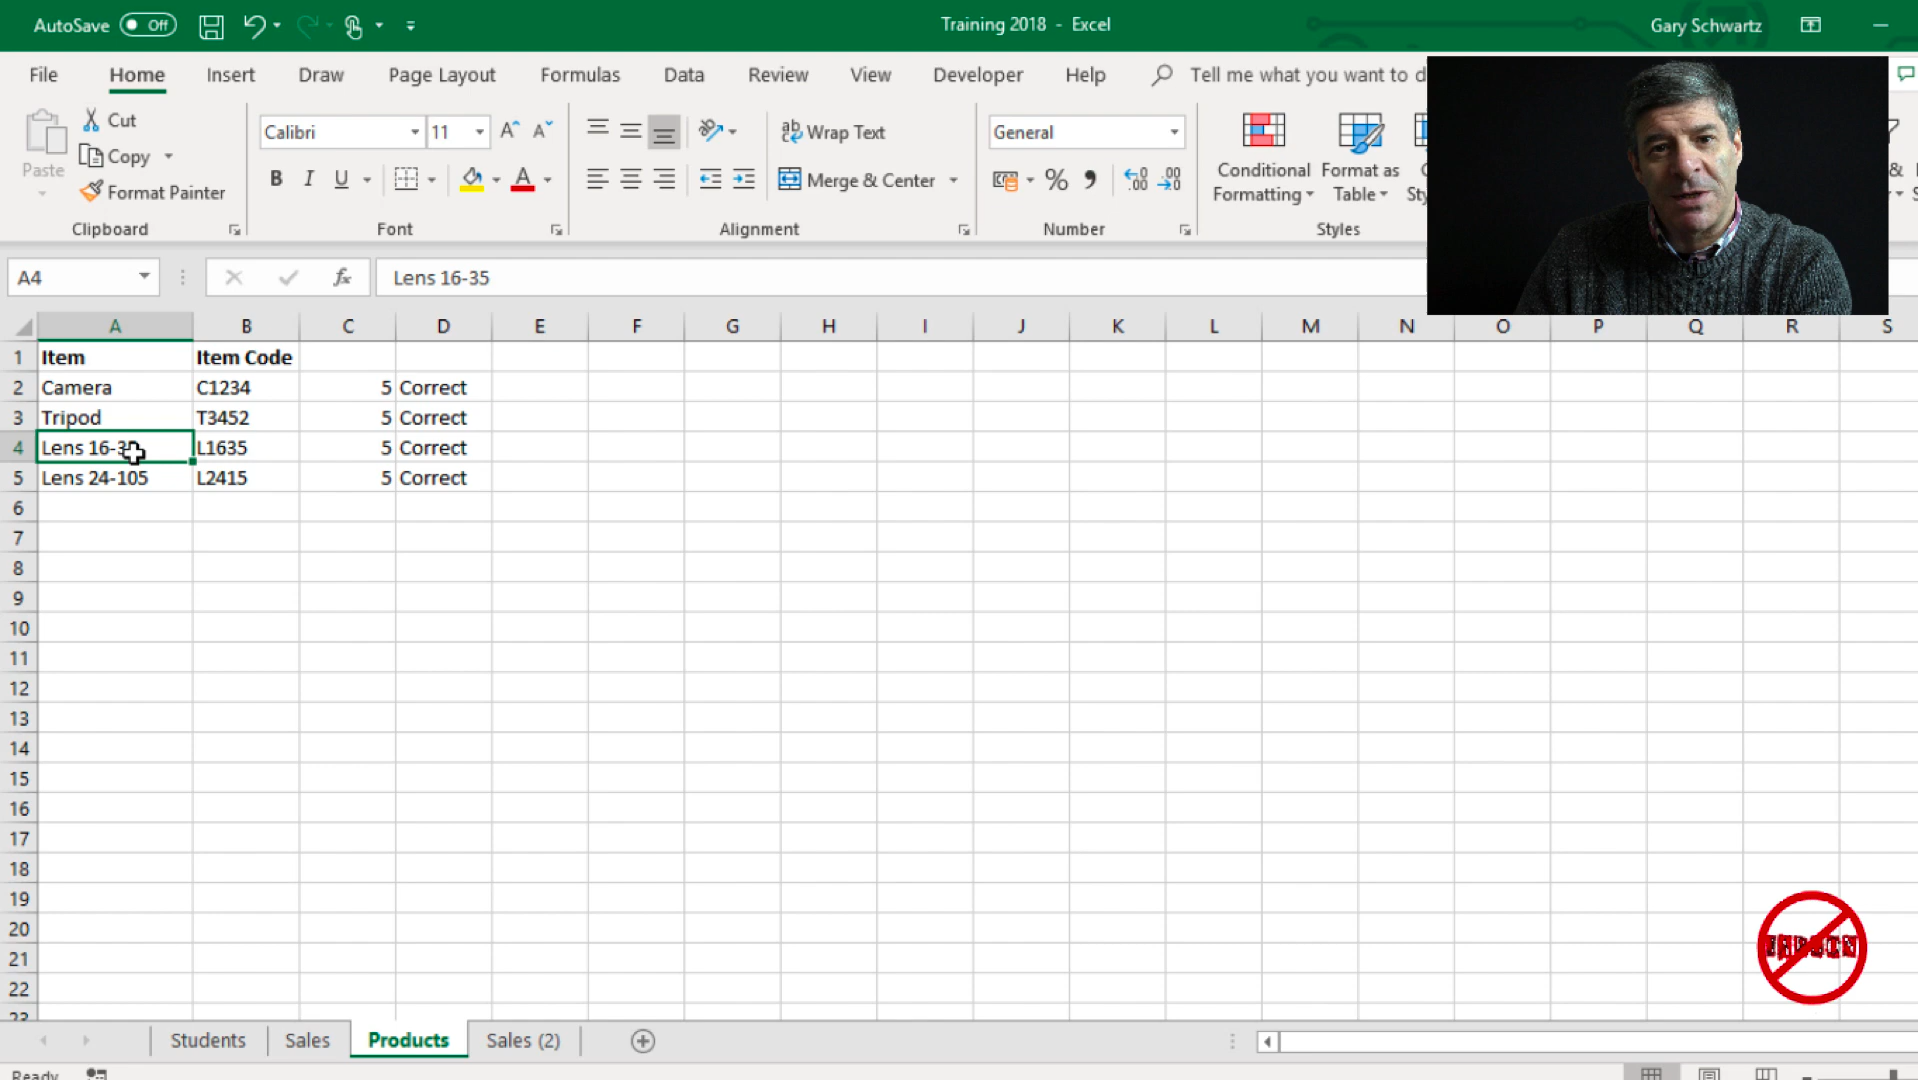 AutoSave Off
Training 2018 - Excel
Gary Schwartz
File Home Insert Draw Page Layout Formulas Data Review View Developer Help Tell me what you want to d
Paste
Cut
Copy
Format Painter
Clipboard
Calibri 11
B I U A
Font
Wrap Text
Merge & Center
Alignment
General
Number
Conditional Formatting
Format as Table
Styles
A4
fx
Lens 16-35
A B C D E F G H I J K L M N O P Q R S
1 Item Item Code
2 Camera C1234 5 Correct
3 Tripod T3452 5 Correct
4 Lens 16-3 L1635 5 Correct
5 Lens 24-105 L2415 5 Correct
6
7
8
9
10
11
12
13
14
15
16
17
18
19
20
21
22
23
Students Sales Products Sales (2)
Ready